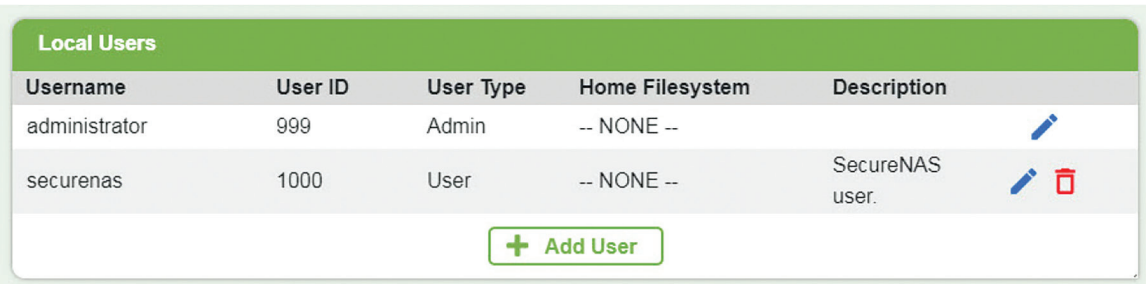 Local Users
Username User ID User Type Home Filesystem Description
administrator 999 Admin -- NONE --
securenas 1000 User -- NONE -- SecureNAS
user.
Add User